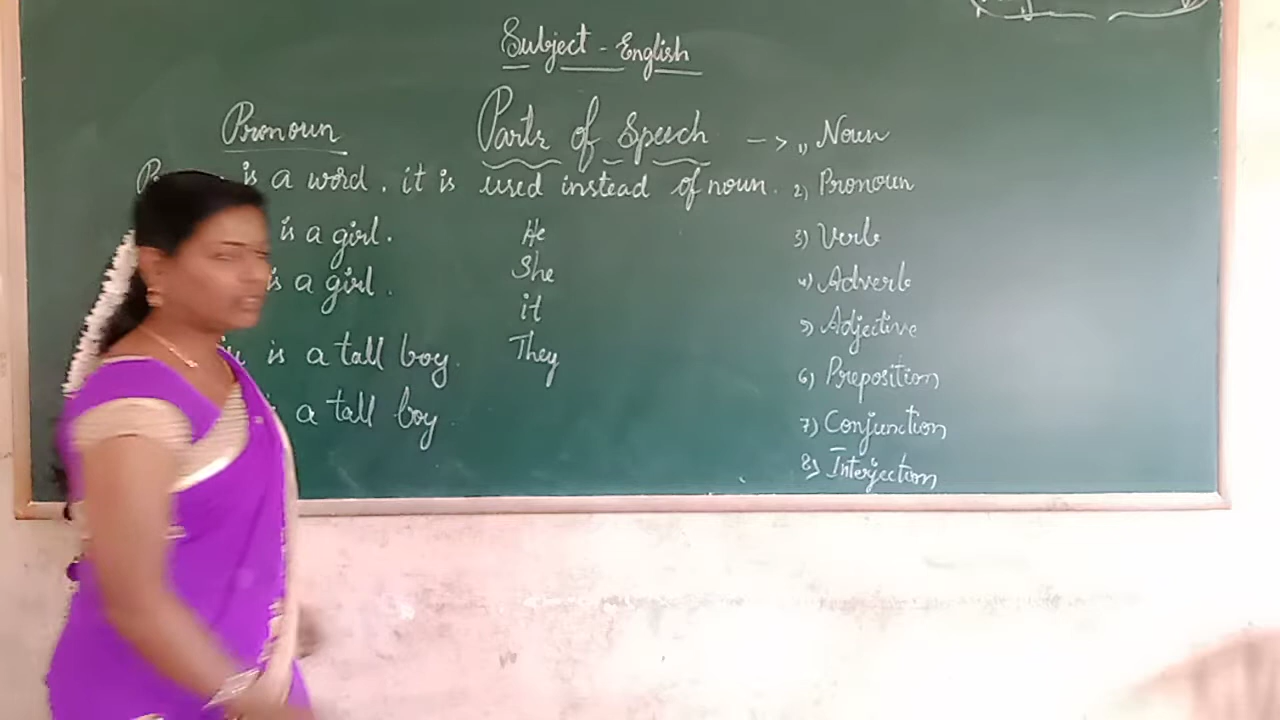 Subject - English
Parts of Speech -> 1) Noun
2) Pronoun
3) Verb
4) Adverb
5) Adjective
6) Preposition
7) Conjunction
8) Interjection
Pronoun
is a word. it is used instead of noun.
is a girl.
is a girl.
is a tall boy.
a tall boy.
He
She
it
They